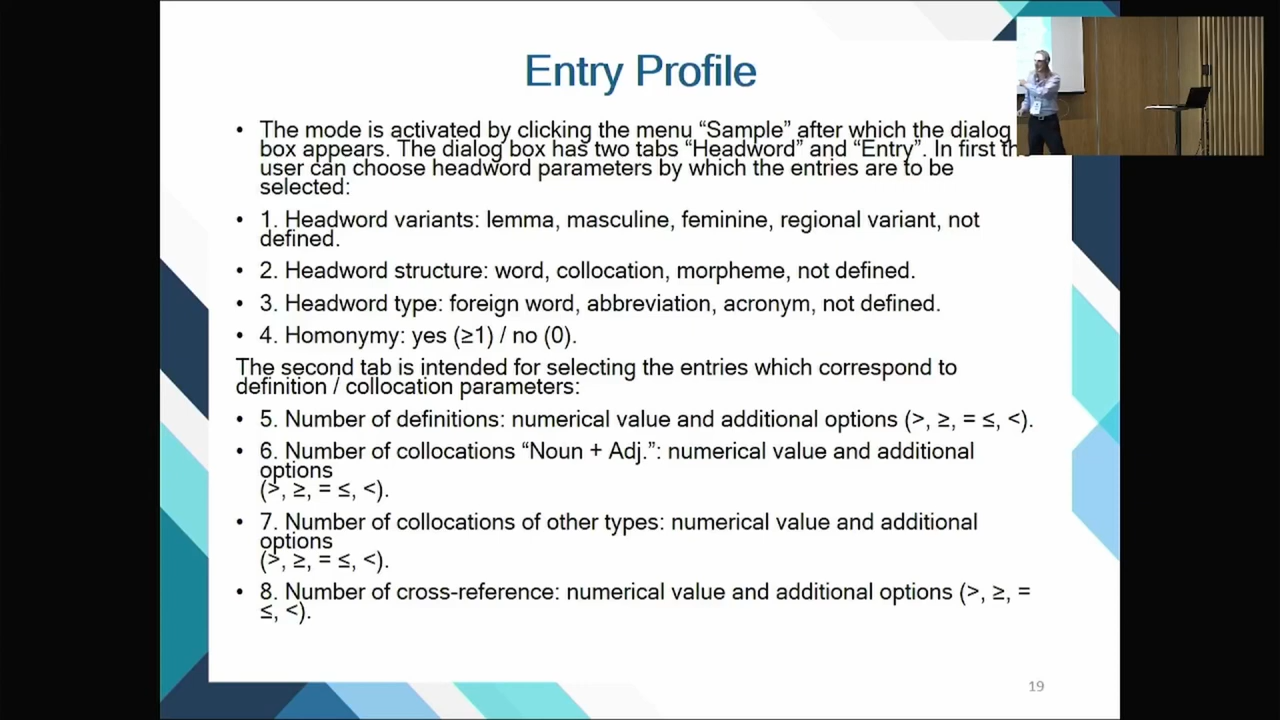 Entry Profile
• The mode is activated by clicking the menu “Sample” after which the dialog
box appears. The dialog box has two tabs “Headword” and “Entry”. In first
user can choose headword parameters by which the entries are to be
selected:
• 1. Headword variants: lemma, masculine, feminine, regional variant, not
defined.
• 2. Headword structure: word, collocation, morpheme, not defined.
• 3. Headword type: foreign word, abbreviation, acronym, not defined.
• 4. Homonymy: yes (≥1) / no (0).
The second tab is intended for selecting the entries which correspond to
definition / collocation parameters:
• 5. Number of definitions: numerical value and additional options (>, ≥, = ≤, <).
• 6. Number of collocations “Noun + Adj.”: numerical value and additional
options
(>, ≥, = ≤, <).
• 7. Number of collocations of other types: numerical value and additional
options
(>, ≥, = ≤, <).
• 8. Number of cross-reference: numerical value and additional options (>, ≥, =
≤, <).
19